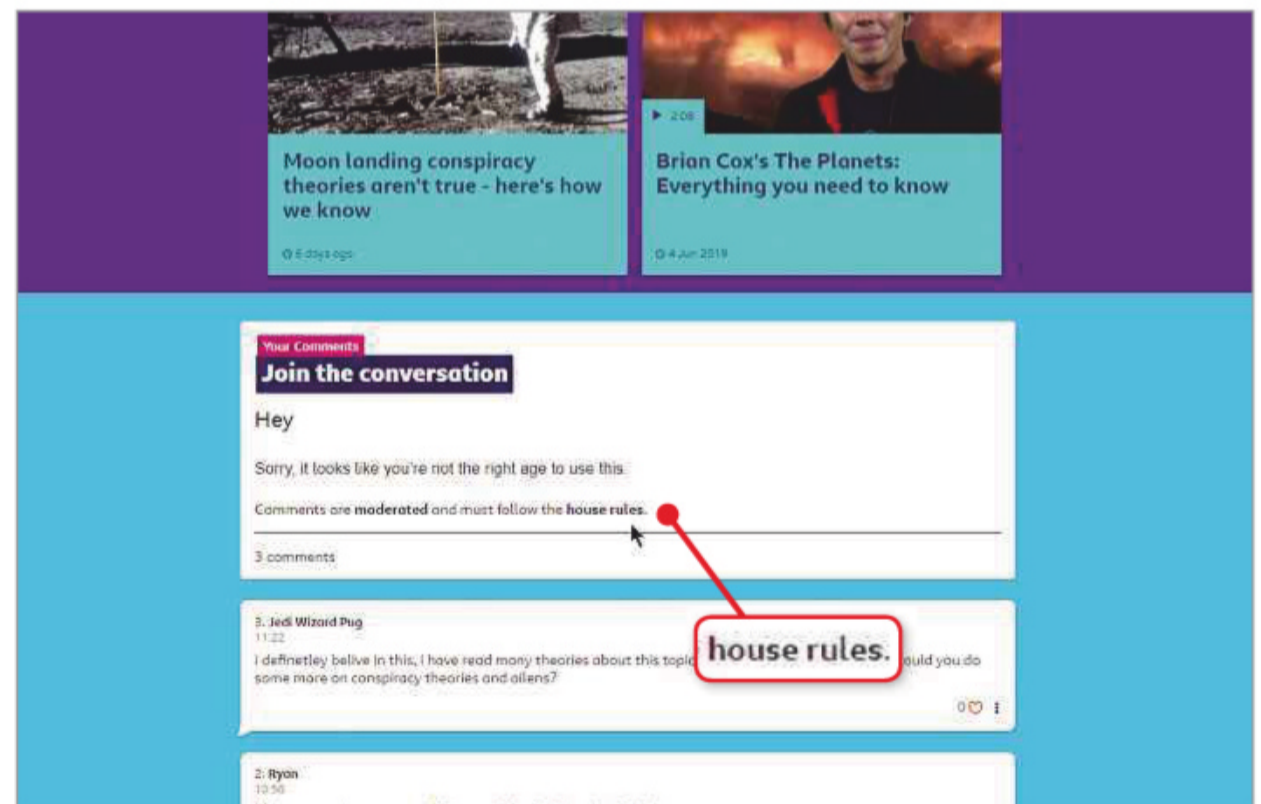 2:08
Moon landing conspiracy
theories aren't true - here's how
we know
6 days ago
Brian Cox's The Planets:
Everything you need to know
4 Jun 2019
Your Comments
Join the conversation
Hey
Sorry, it looks like you're not the right age to use this.
Comments are moderated and must follow the house rules.
3 comments
3. Jedi Wizard Pug
11:22
I definetley belive in this, I have read many theories about this topic ould you do
some more on conspiracy theories and aliens?
house rules.
0
2. Ryan
10:56